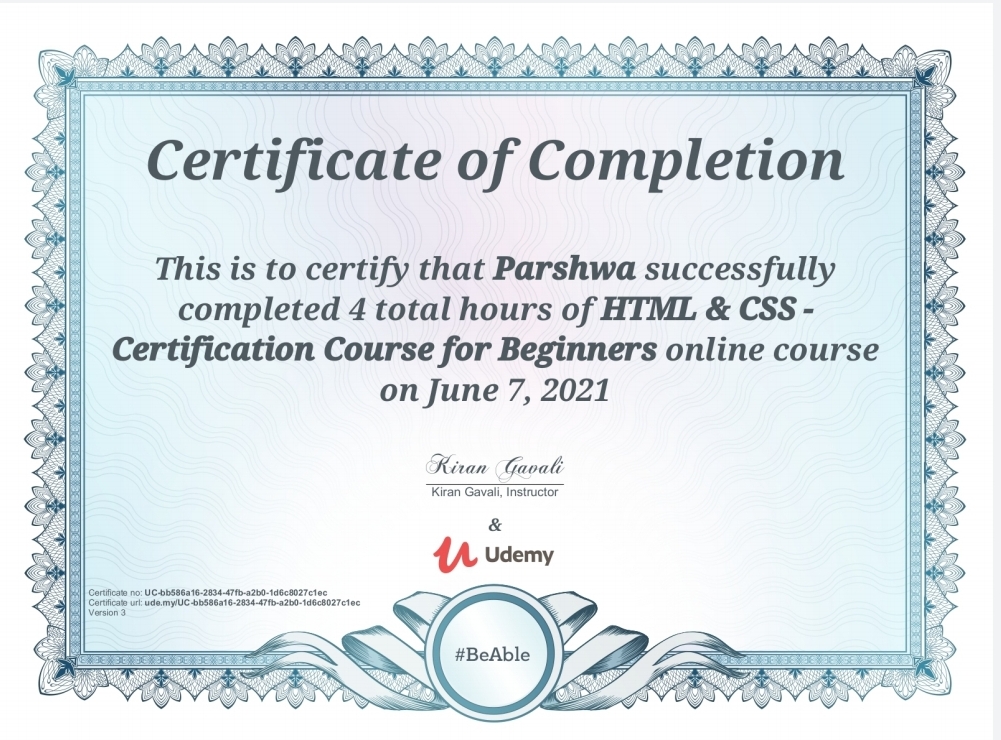 Certificate of Completion
This is to certify that Parshwa successfully
completed 4 total hours of HTML & CSS -
Certification Course for Beginners online course
on June 7, 2021
Kiran Gavali
Kiran Gavali, Instructor
&
Udemy
Certificate no: UC-bb586a16-2834-47fb-a2b0-1d6c8027c1ec
Certificate url: ude.my/UC-bb586a16-2834-47fb-a2b0-1d6c8027c1ec
Version 3
#BeAble